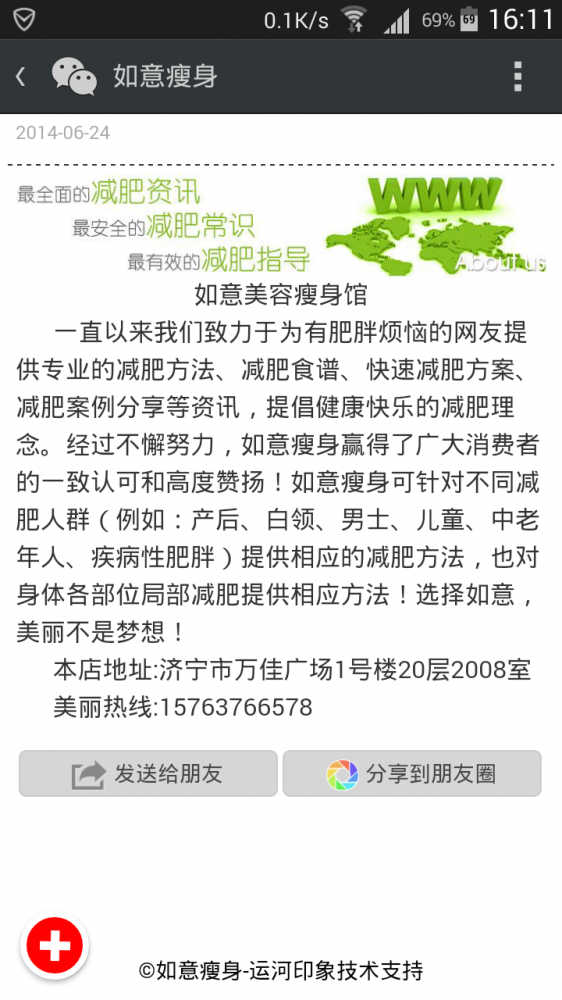 0.1K/s 69% 69 16:11
如意瘦身
2014-06-24
最全面的减肥资讯
最安全的减肥常识
最有效的减肥指导
WWW
About us
如意美容瘦身馆
一直以来我们致力于为有肥胖烦恼的网友提
供专业的减肥方法、减肥食谱、快速减肥方案、
减肥案例分享等资讯，提倡健康快乐的减肥理
念。经过不懈努力，如意瘦身赢得了广大消费者
的一致认可和高度赞扬！如意瘦身可针对不同减
肥人群（例如：产后、白领、男士、儿童、中老
年人、疾病性肥胖）提供相应的减肥方法，也对
身体各部位局部减肥提供相应方法！选择如意，
美丽不是梦想！
本店地址:济宁市万佳广场1号楼20层2008室
美丽热线:15763766578
发送给朋友
分享到朋友圈
©如意瘦身-运河印象技术支持